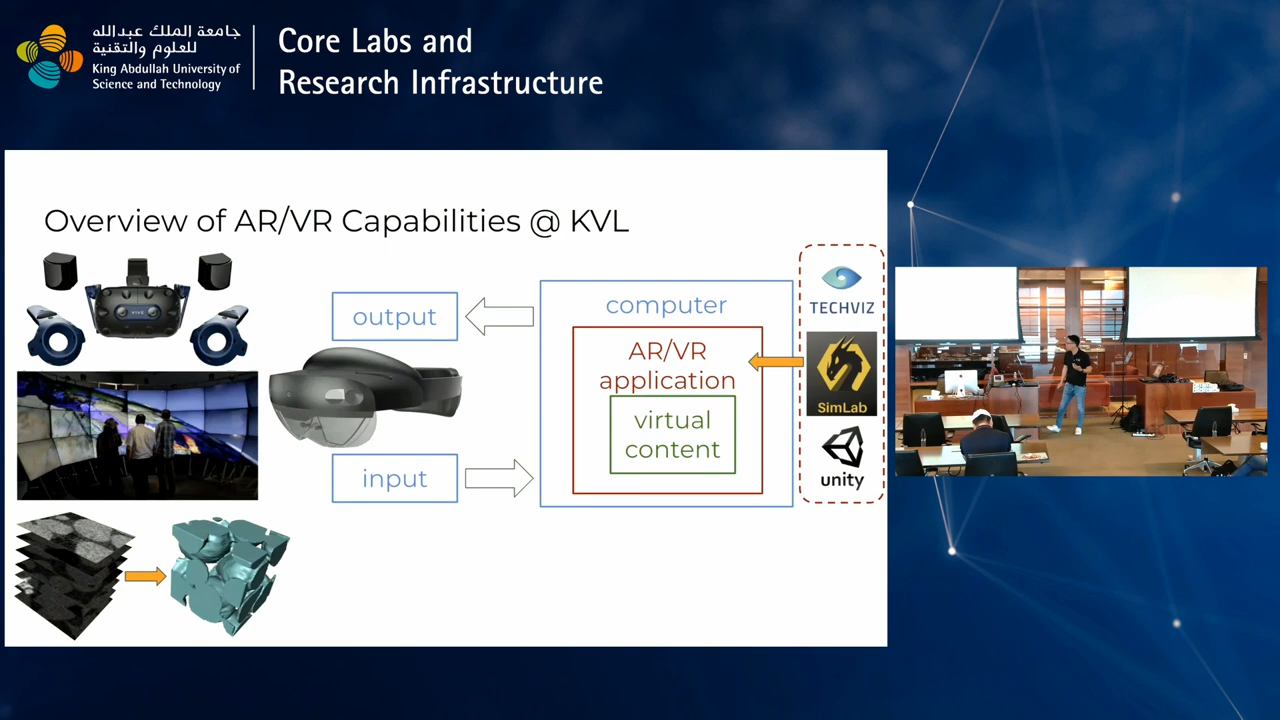 جامعة الملك عبدالله
للعلوم والتقنية
King Abdullah University of
Science and Technology
Core Labs and
Research Infrastructure
Overview of AR/VR Capabilities @ KVL
VIVE
output
input
computer
AR/VR
application
virtual
content
TECHVIZ
SimLab
unity